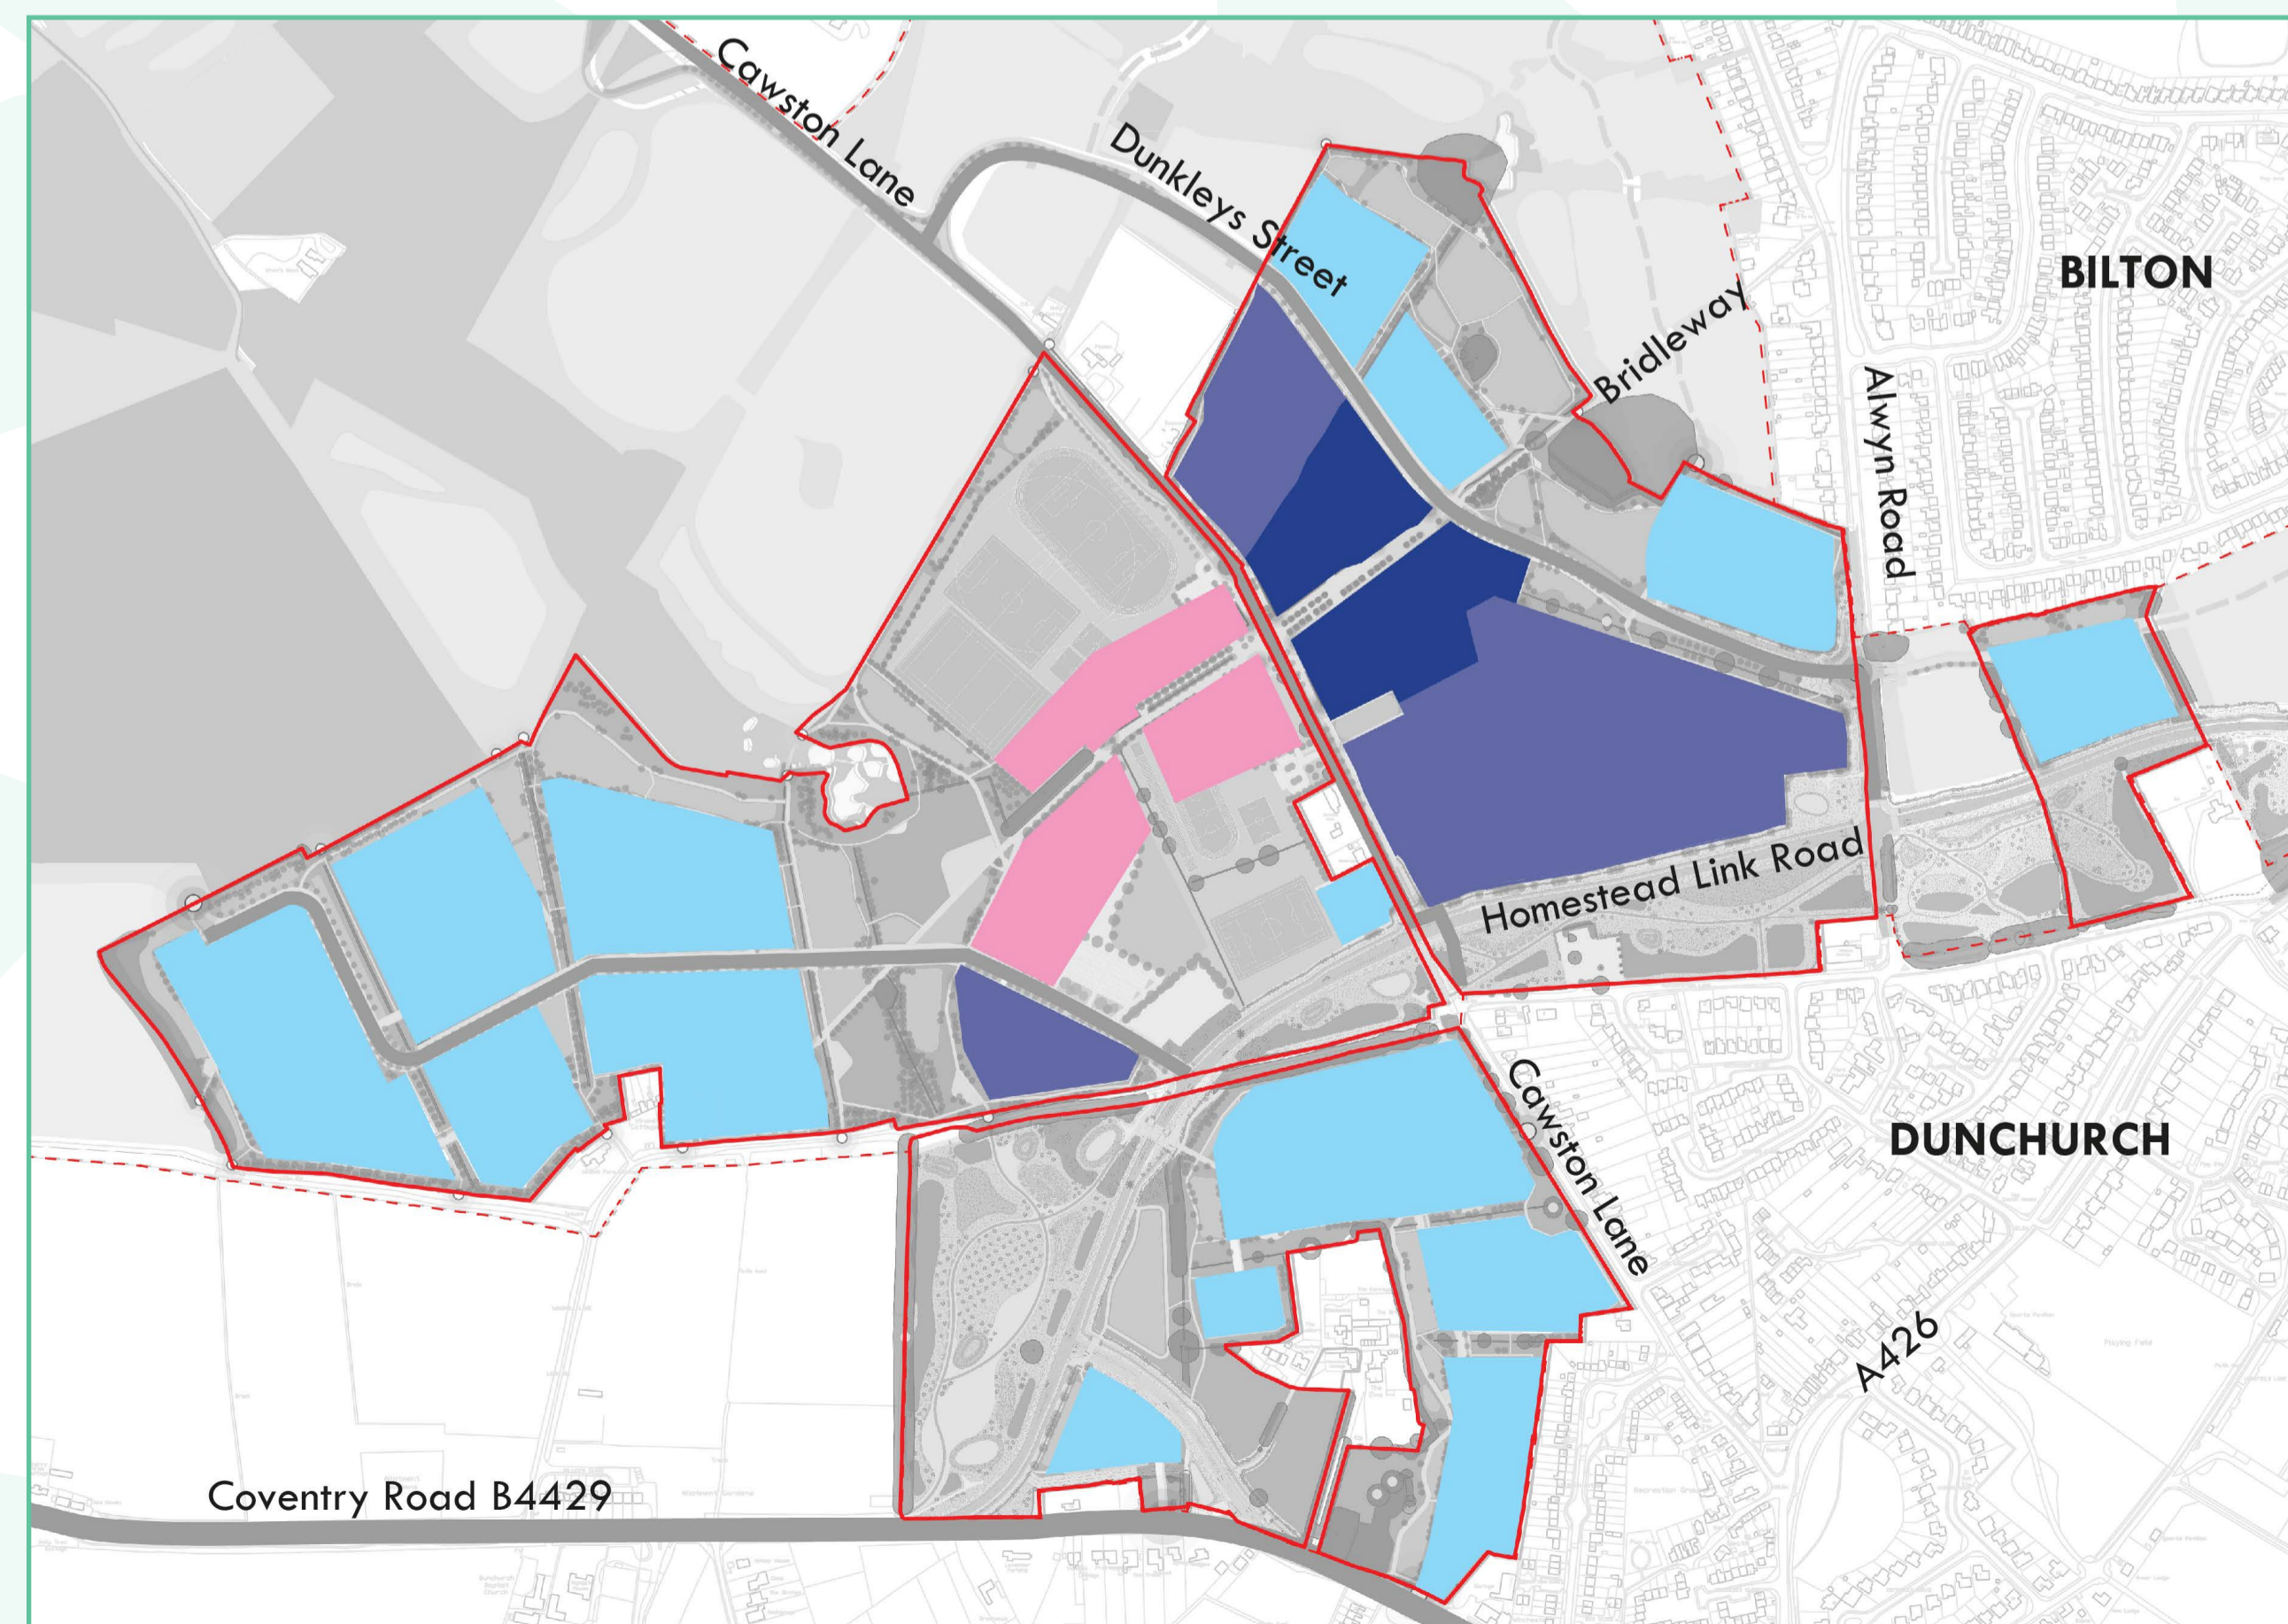 Cawston Lane
Dunkleys Street
BILTON
Bridleway
Alwyn Road
Homestead Link Road
Cawston Lane
DUNCHURCH
A426
Coventry Road B4429